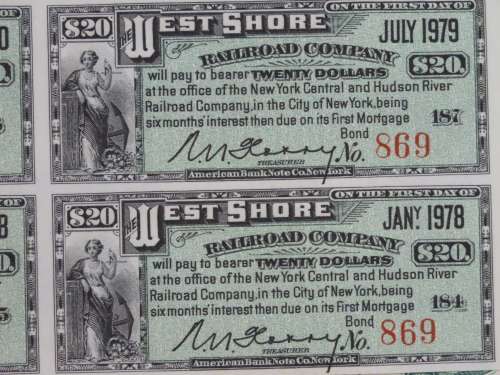 ON THE FIRST DAY OF
$20 THE WEST SHORE JULY 1979
RAILROAD COMPANY $20.
will pay to bearer TWENTY DOLLARS
at the office of the New York Central and Hudson River
Railroad Company, in the City of New York, being 187
six months' interest then due on its First Mortgage
Bond
No. 869
TREASURER
American Bank Note Co. New York
ON THE FIRST DAY OF
$20 THE WEST SHORE JANY. 1978
RAILROAD COMPANY $20.
will pay to bearer TWENTY DOLLARS
at the office of the New York Central and Hudson River
Railroad Company, in the City of New York, being 184
six months' interest then due on its First Mortgage
Bond
No. 869
TREASURER
American Bank Note Co. New York